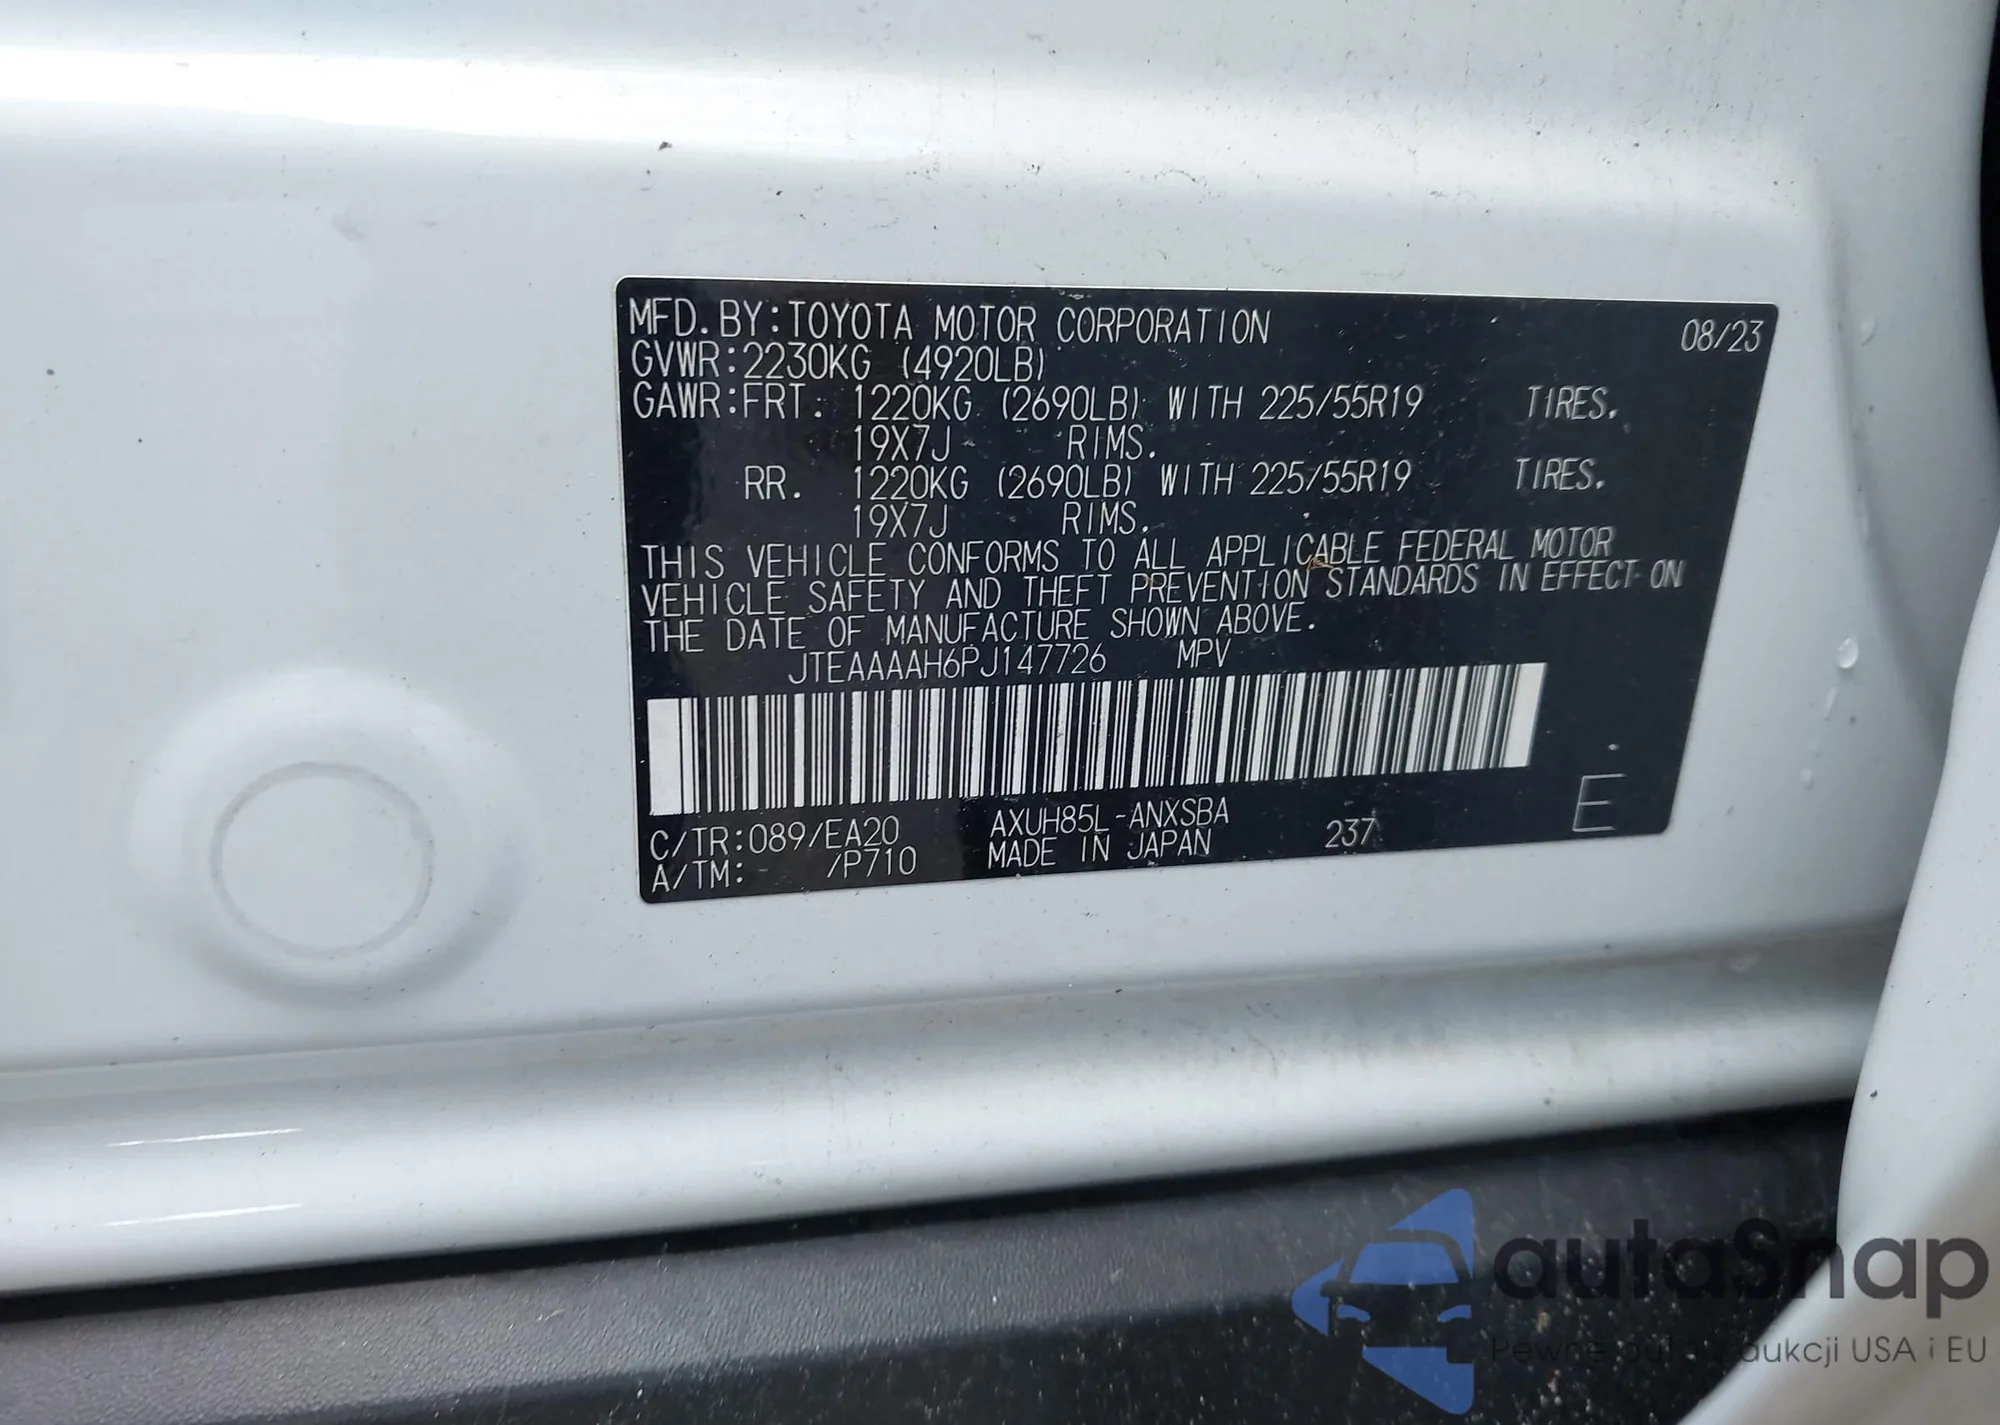 MFD. BY:TOYOTA MOTOR CORPORATION 08/23
GVWR:2230KG (4920LB)
GAWR:FRT. 1220KG (2690LB) WITH 225/55R19 TIRES.
19X7J RIMS.
RR. 1220KG (2690LB) WITH 225/55R19 TIRES.
19X7J RIMS.
THIS VEHICLE CONFORMS TO ALL APPLICABLE FEDERAL MOTOR
VEHICLE SAFETY AND THEFT PREVENTION STANDARDS IN EFFECT ON
THE DATE OF MANUFACTURE SHOWN ABOVE.
JTEAAAAH6PJ147726 MPV
C/TR:089/EA20 AXUH85L-ANXSBA 237 E
A/TM: - /P710 MADE IN JAPAN
autaSnap
Pewne auta z aukcji USA i EU